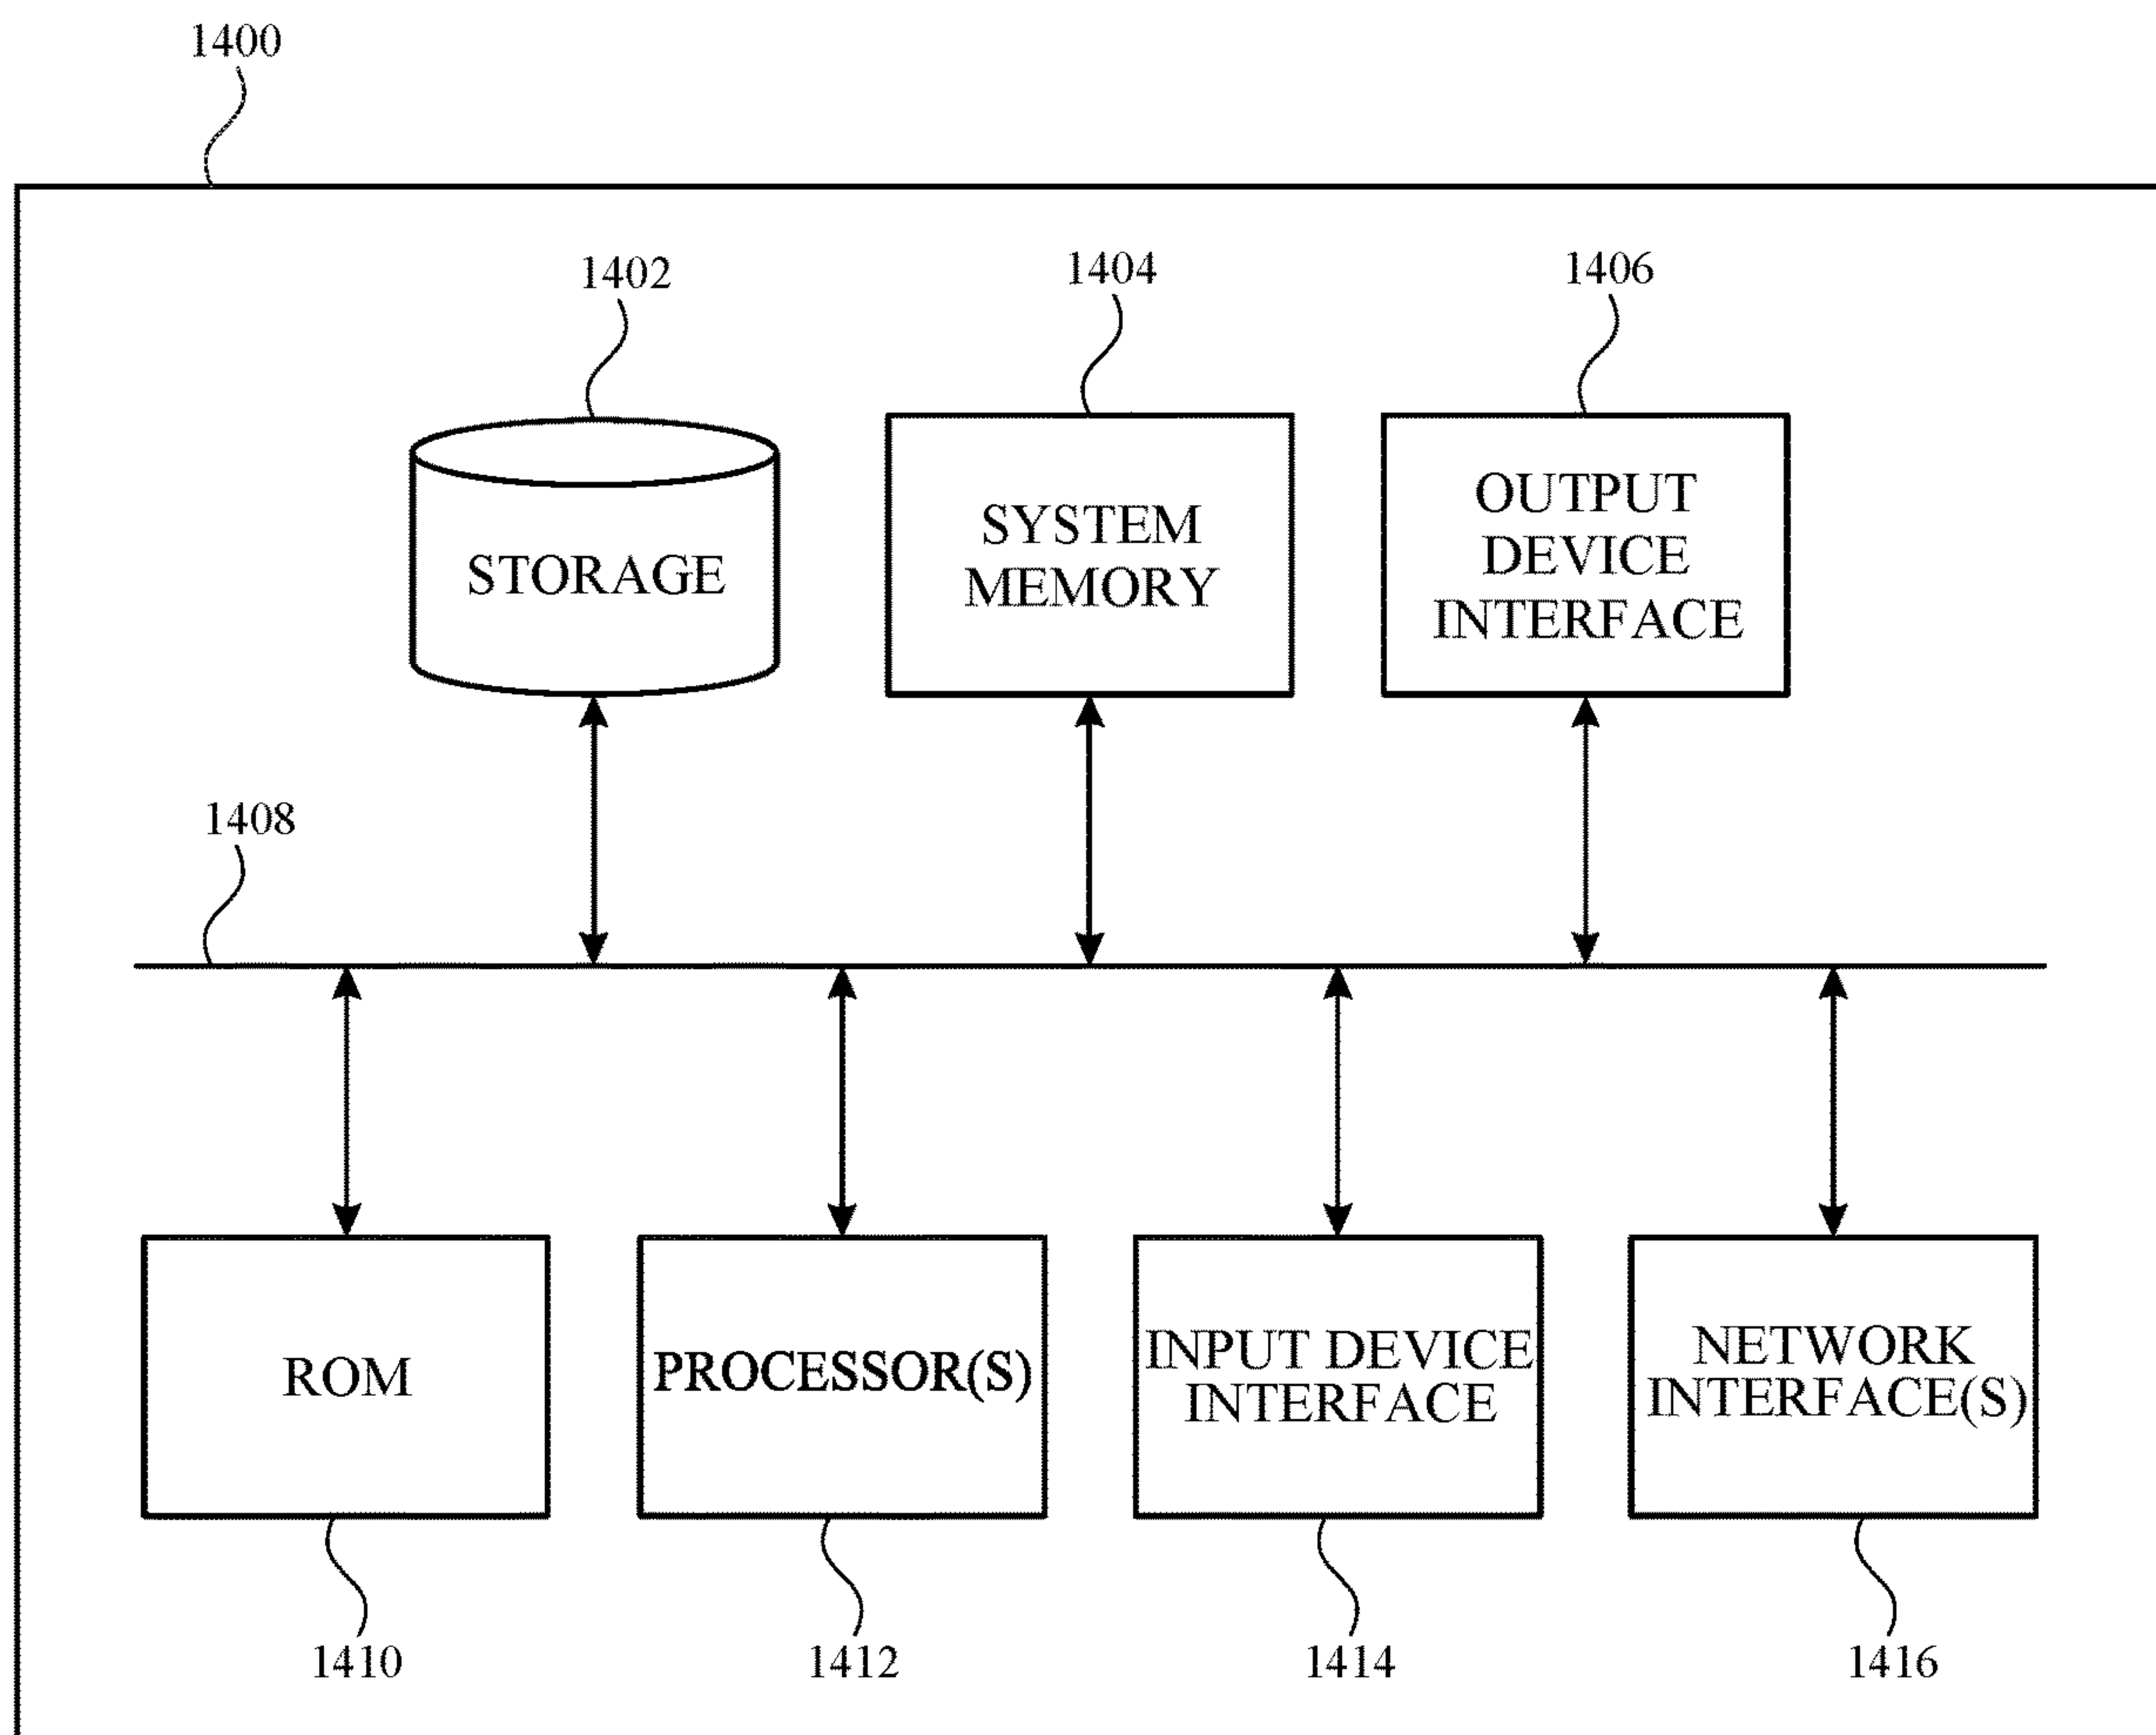 1400
1402
1404
1406
STORAGE
SYSTEM
MEMORY
OUTPUT
DEVICE
INTERFACE
1408
ROM
PROCESSOR(S)
INPUT DEVICE
INTERFACE
NETWORK
INTERFACE(S)
1410
1412
1414
1416